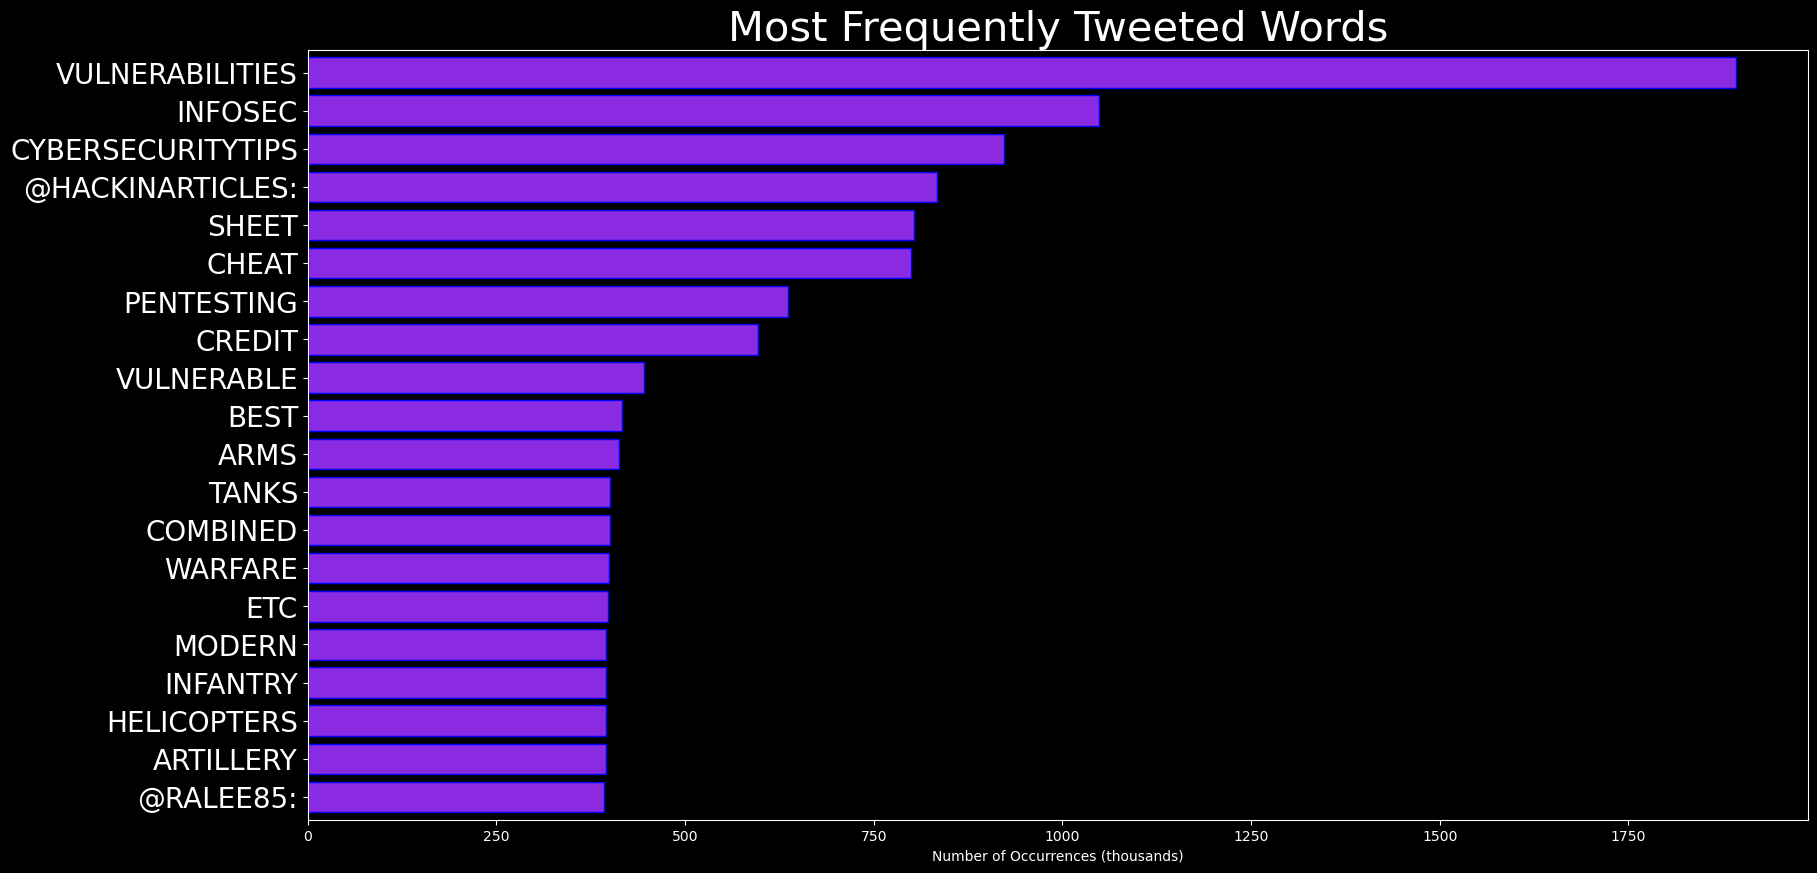 Most Frequently Tweeted Words
VULNERABILITIES
INFOSEC
CYBERSECURITYTIPS
@HACKINARTICLES:
SHEET
CHEAT
PENTESTING
CREDIT
VULNERABLE
BEST
ARMS
TANKS
COMBINED
WARFARE
ETC
MODERN
INFANTRY
HELICOPTERS
ARTILLERY
@RALEE85:
0 250 500 750 1000 1250 1500 1750
Number of Occurrences (thousands)